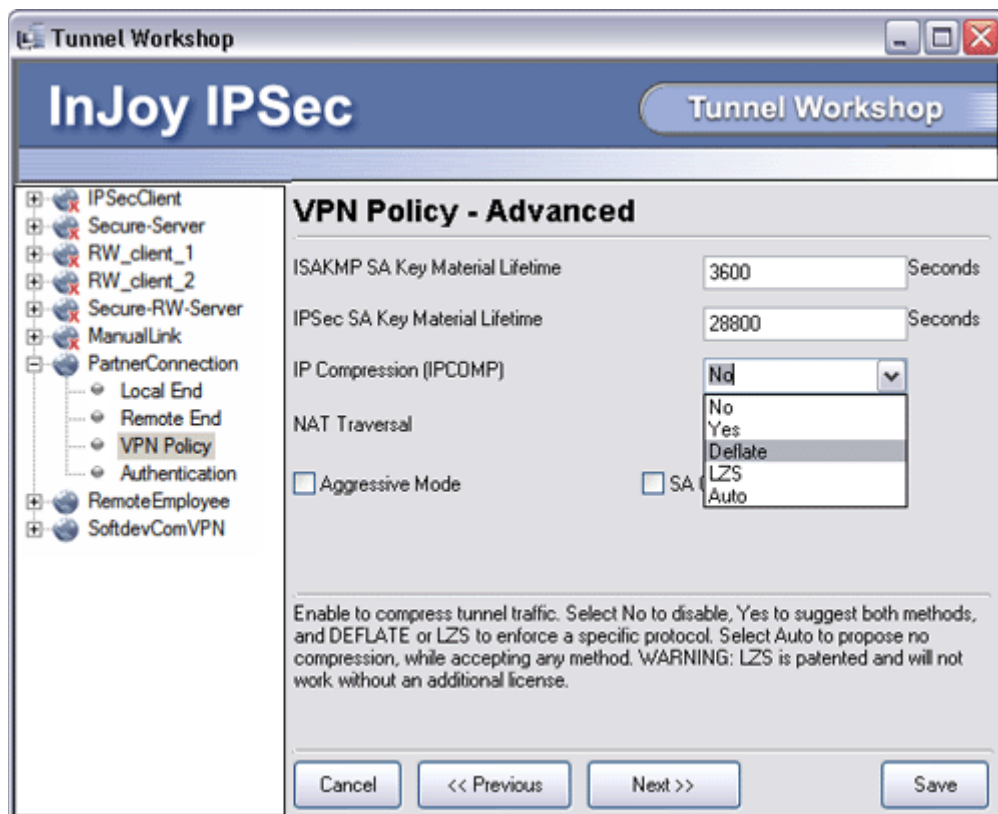 Tunnel Workshop
InJoy IPSec
Tunnel Workshop
IPSecClient
Secure-Server
RW_client_1
RW_client_2
Secure-RW-Server
ManualLink
PartnerConnection
Local End
Remote End
VPN Policy
Authentication
RemoteEmployee
SoftdevComVPN
VPN Policy - Advanced
ISAKMP SA Key Material Lifetime 3600 Seconds
IPSec SA Key Material Lifetime 28800 Seconds
IP Compression (IPCOMP) No
No
Yes
Deflate
LZS
Auto
NAT Traversal
Aggressive Mode SA
Enable to compress tunnel traffic. Select No to disable, Yes to suggest both methods,
and DEFLATE or LZS to enforce a specific protocol. Select Auto to propose no
compression, while accepting any method. WARNING: LZS is patented and will not
work without an additional license.
Cancel << Previous Next >> Save